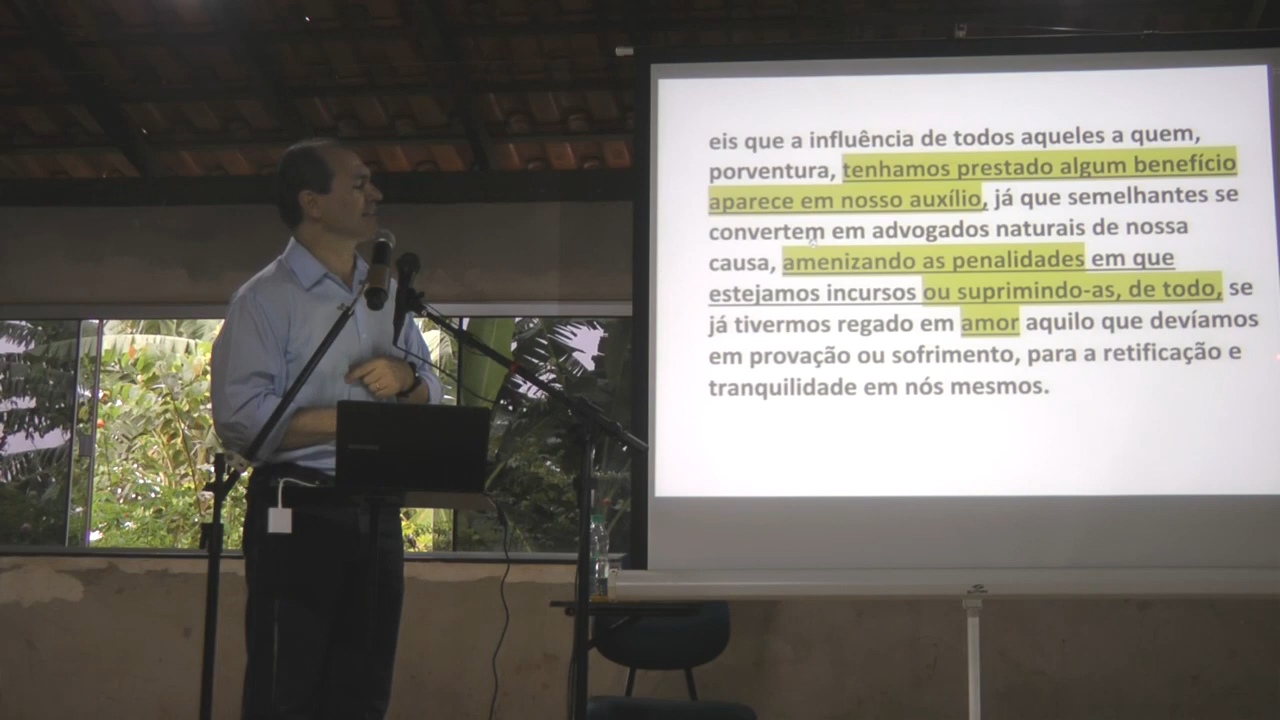 eis que a influência de todos aqueles a quem,
porventura, tenhamos prestado algum benefício
aparece em nosso auxílio, já que semelhantes se
convertem em advogados naturais de nossa
causa, amenizando as penalidades em que
estejamos incursos ou suprimindo-as, de todo, se
já tivermos regado em amor aquilo que devíamos
em provação ou sofrimento, para a retificação e
tranquilidade em nós mesmos.